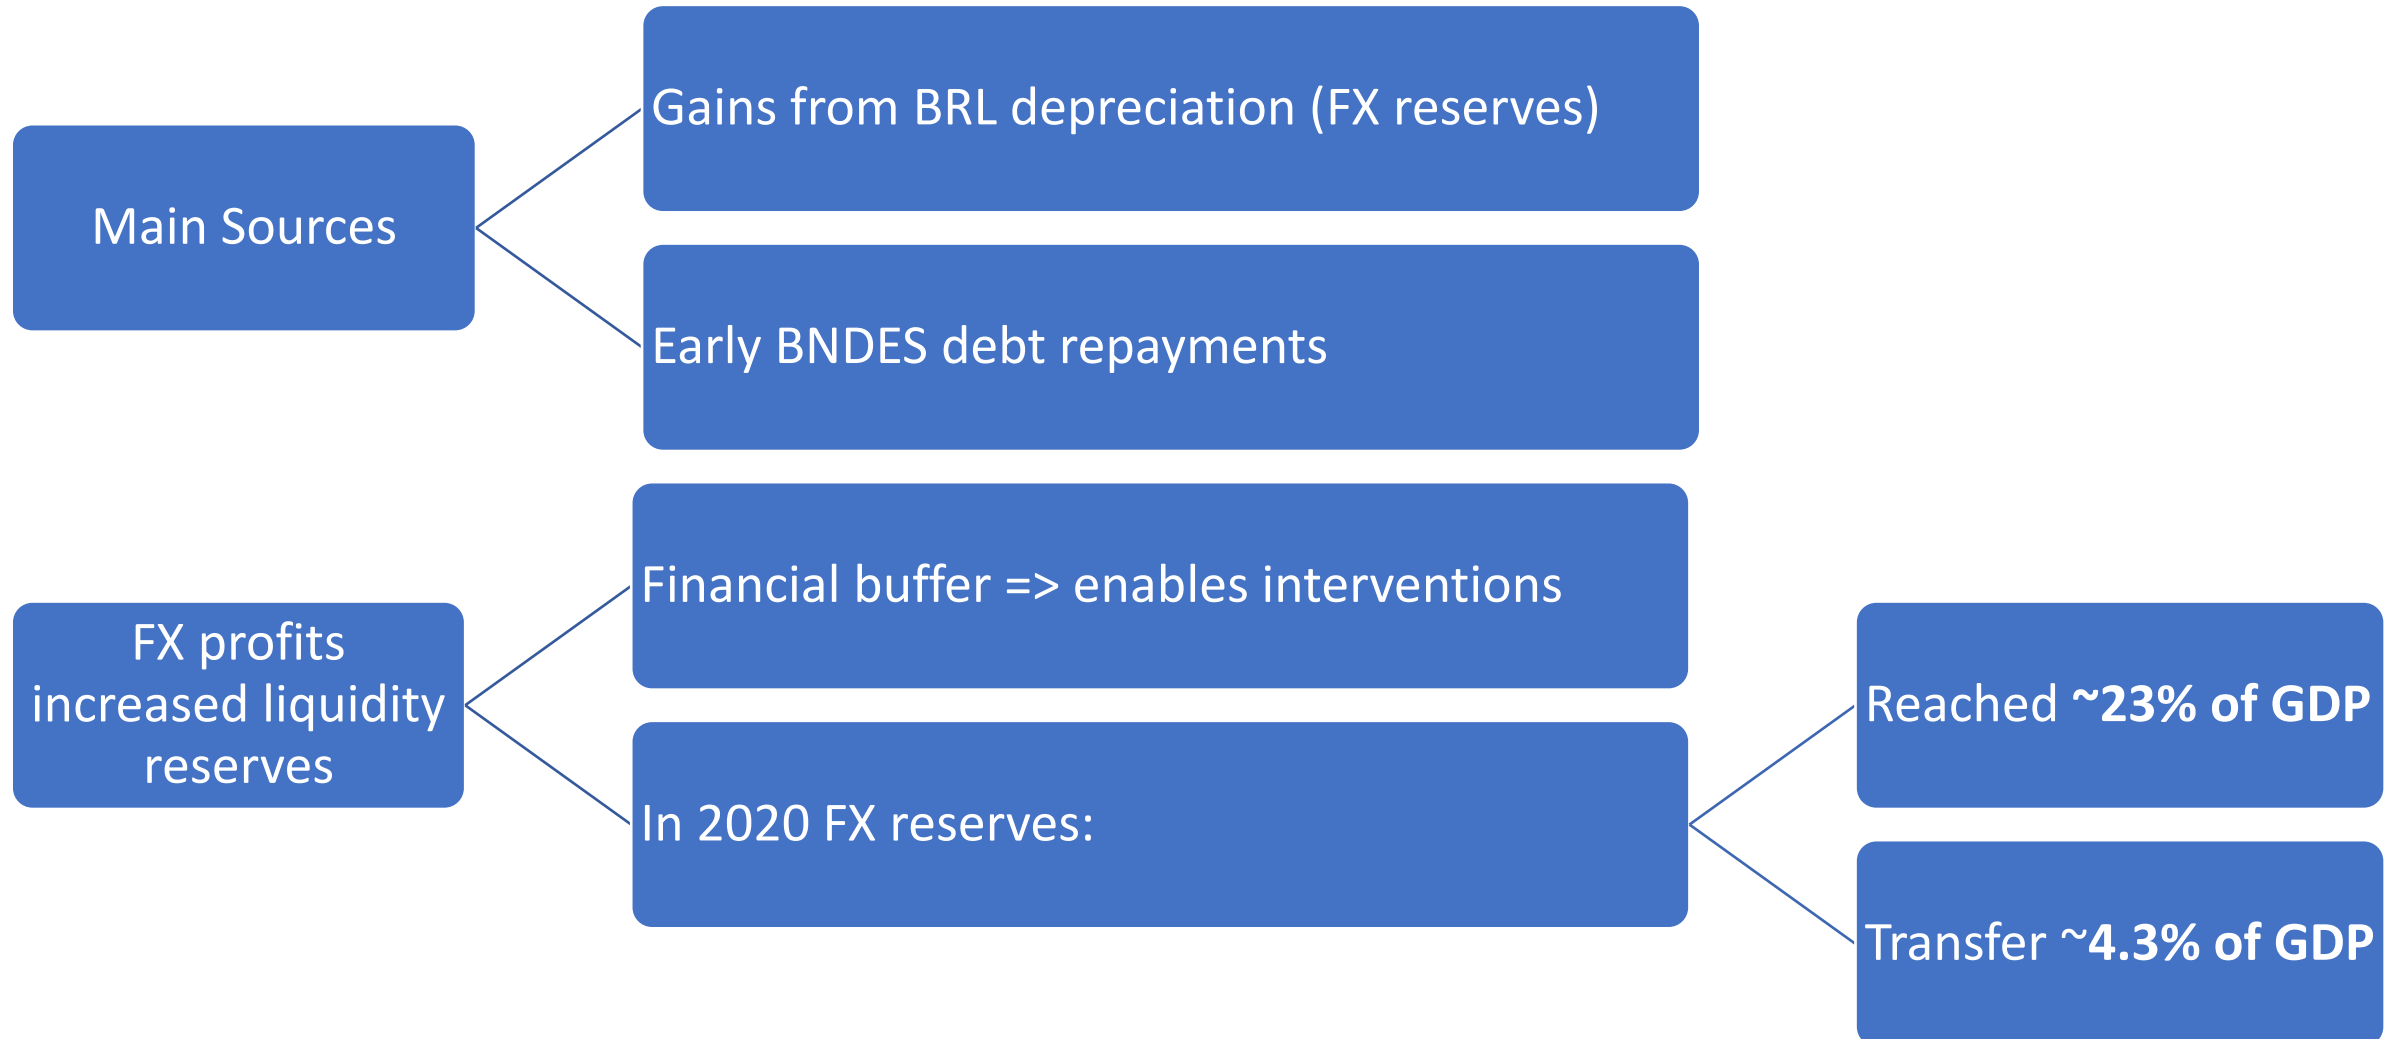 Main Sources
Gains from BRL depreciation (FX reserves)
Early BNDES debt repayments
FX profits
increased liquidity
reserves
Financial buffer => enables interventions
In 2020 FX reserves:
Reached ~23% of GDP
Transfer ~4.3% of GDP